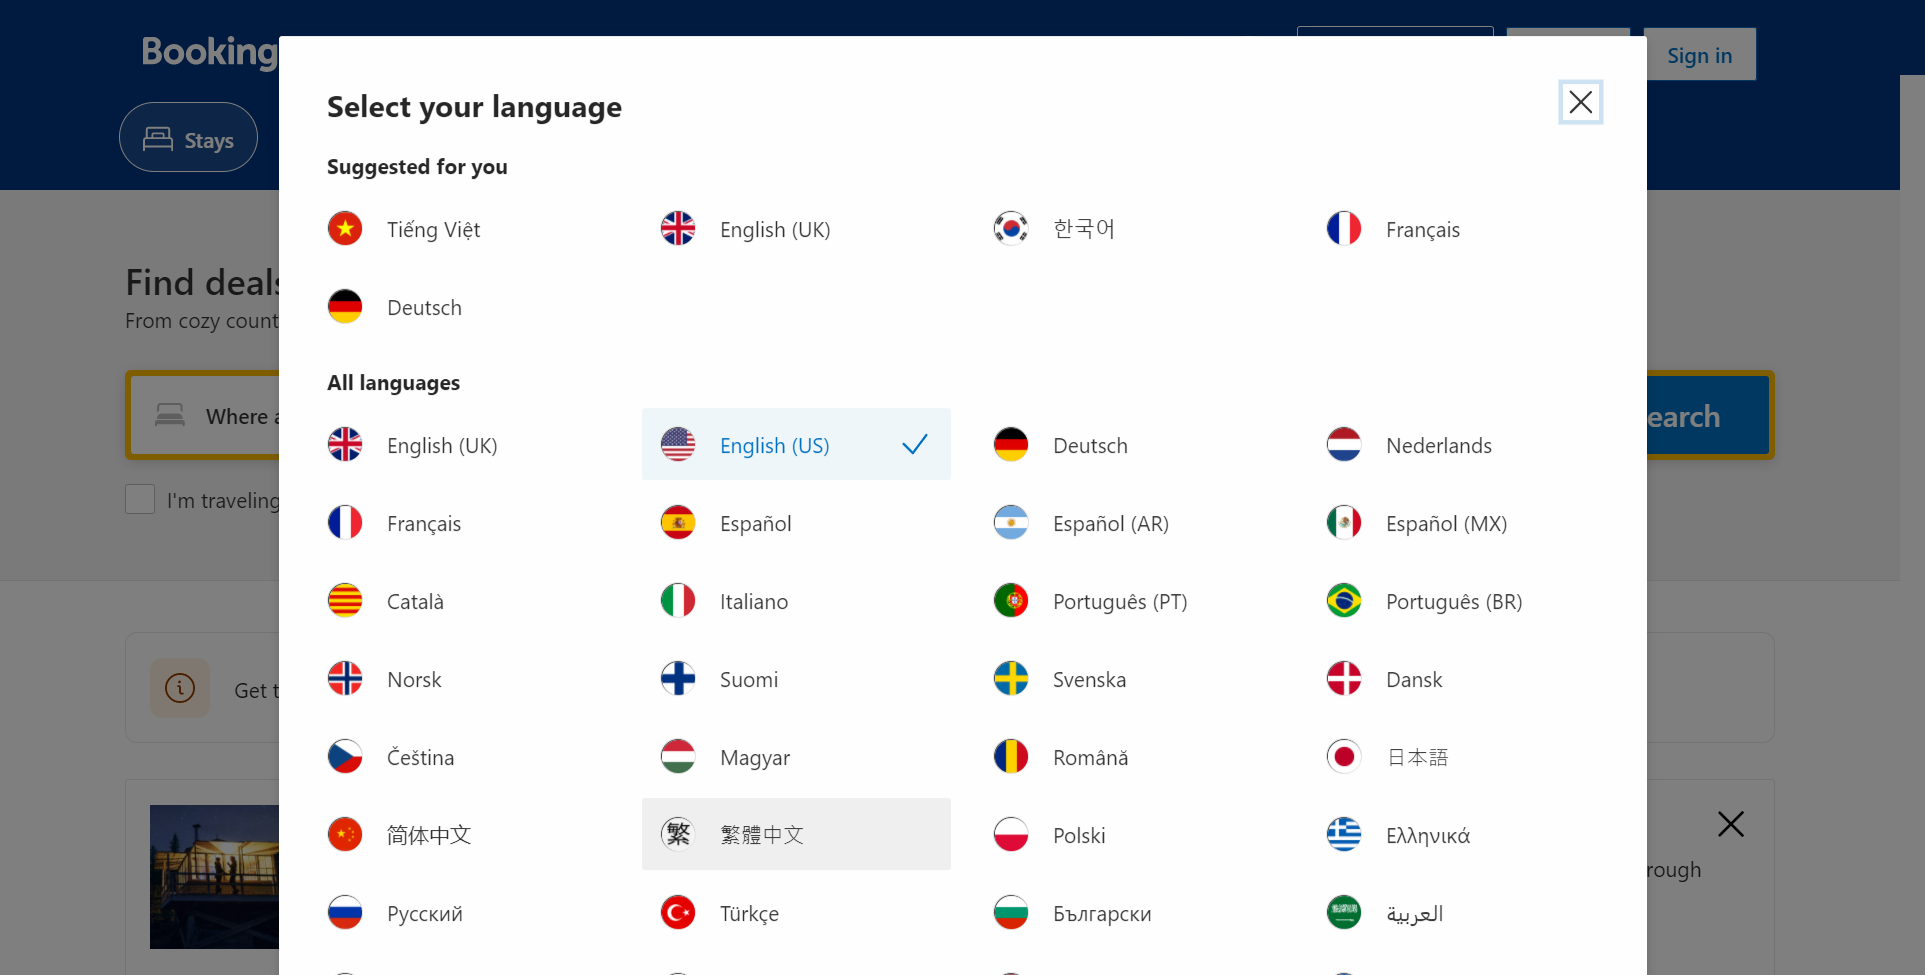 Booking
Sign in
Stays
Select your language
Suggested for you
Tiếng Việt
English (UK)
한국어
Français
Deutsch
Find deals
From cozy count
All languages
Where
earch
English (UK)
English (US)
Deutsch
Nederlands
I'm traveling
Français
Español
Español (AR)
Español (MX)
Català
Italiano
Português (PT)
Português (BR)
Norsk
Suomi
Svenska
Dansk
Get t
Čeština
Magyar
Română
日本語
简体中文
繁 繁體中文
Polski
Ελληνικά
rough
Русский
Türkçe
Български
العربية